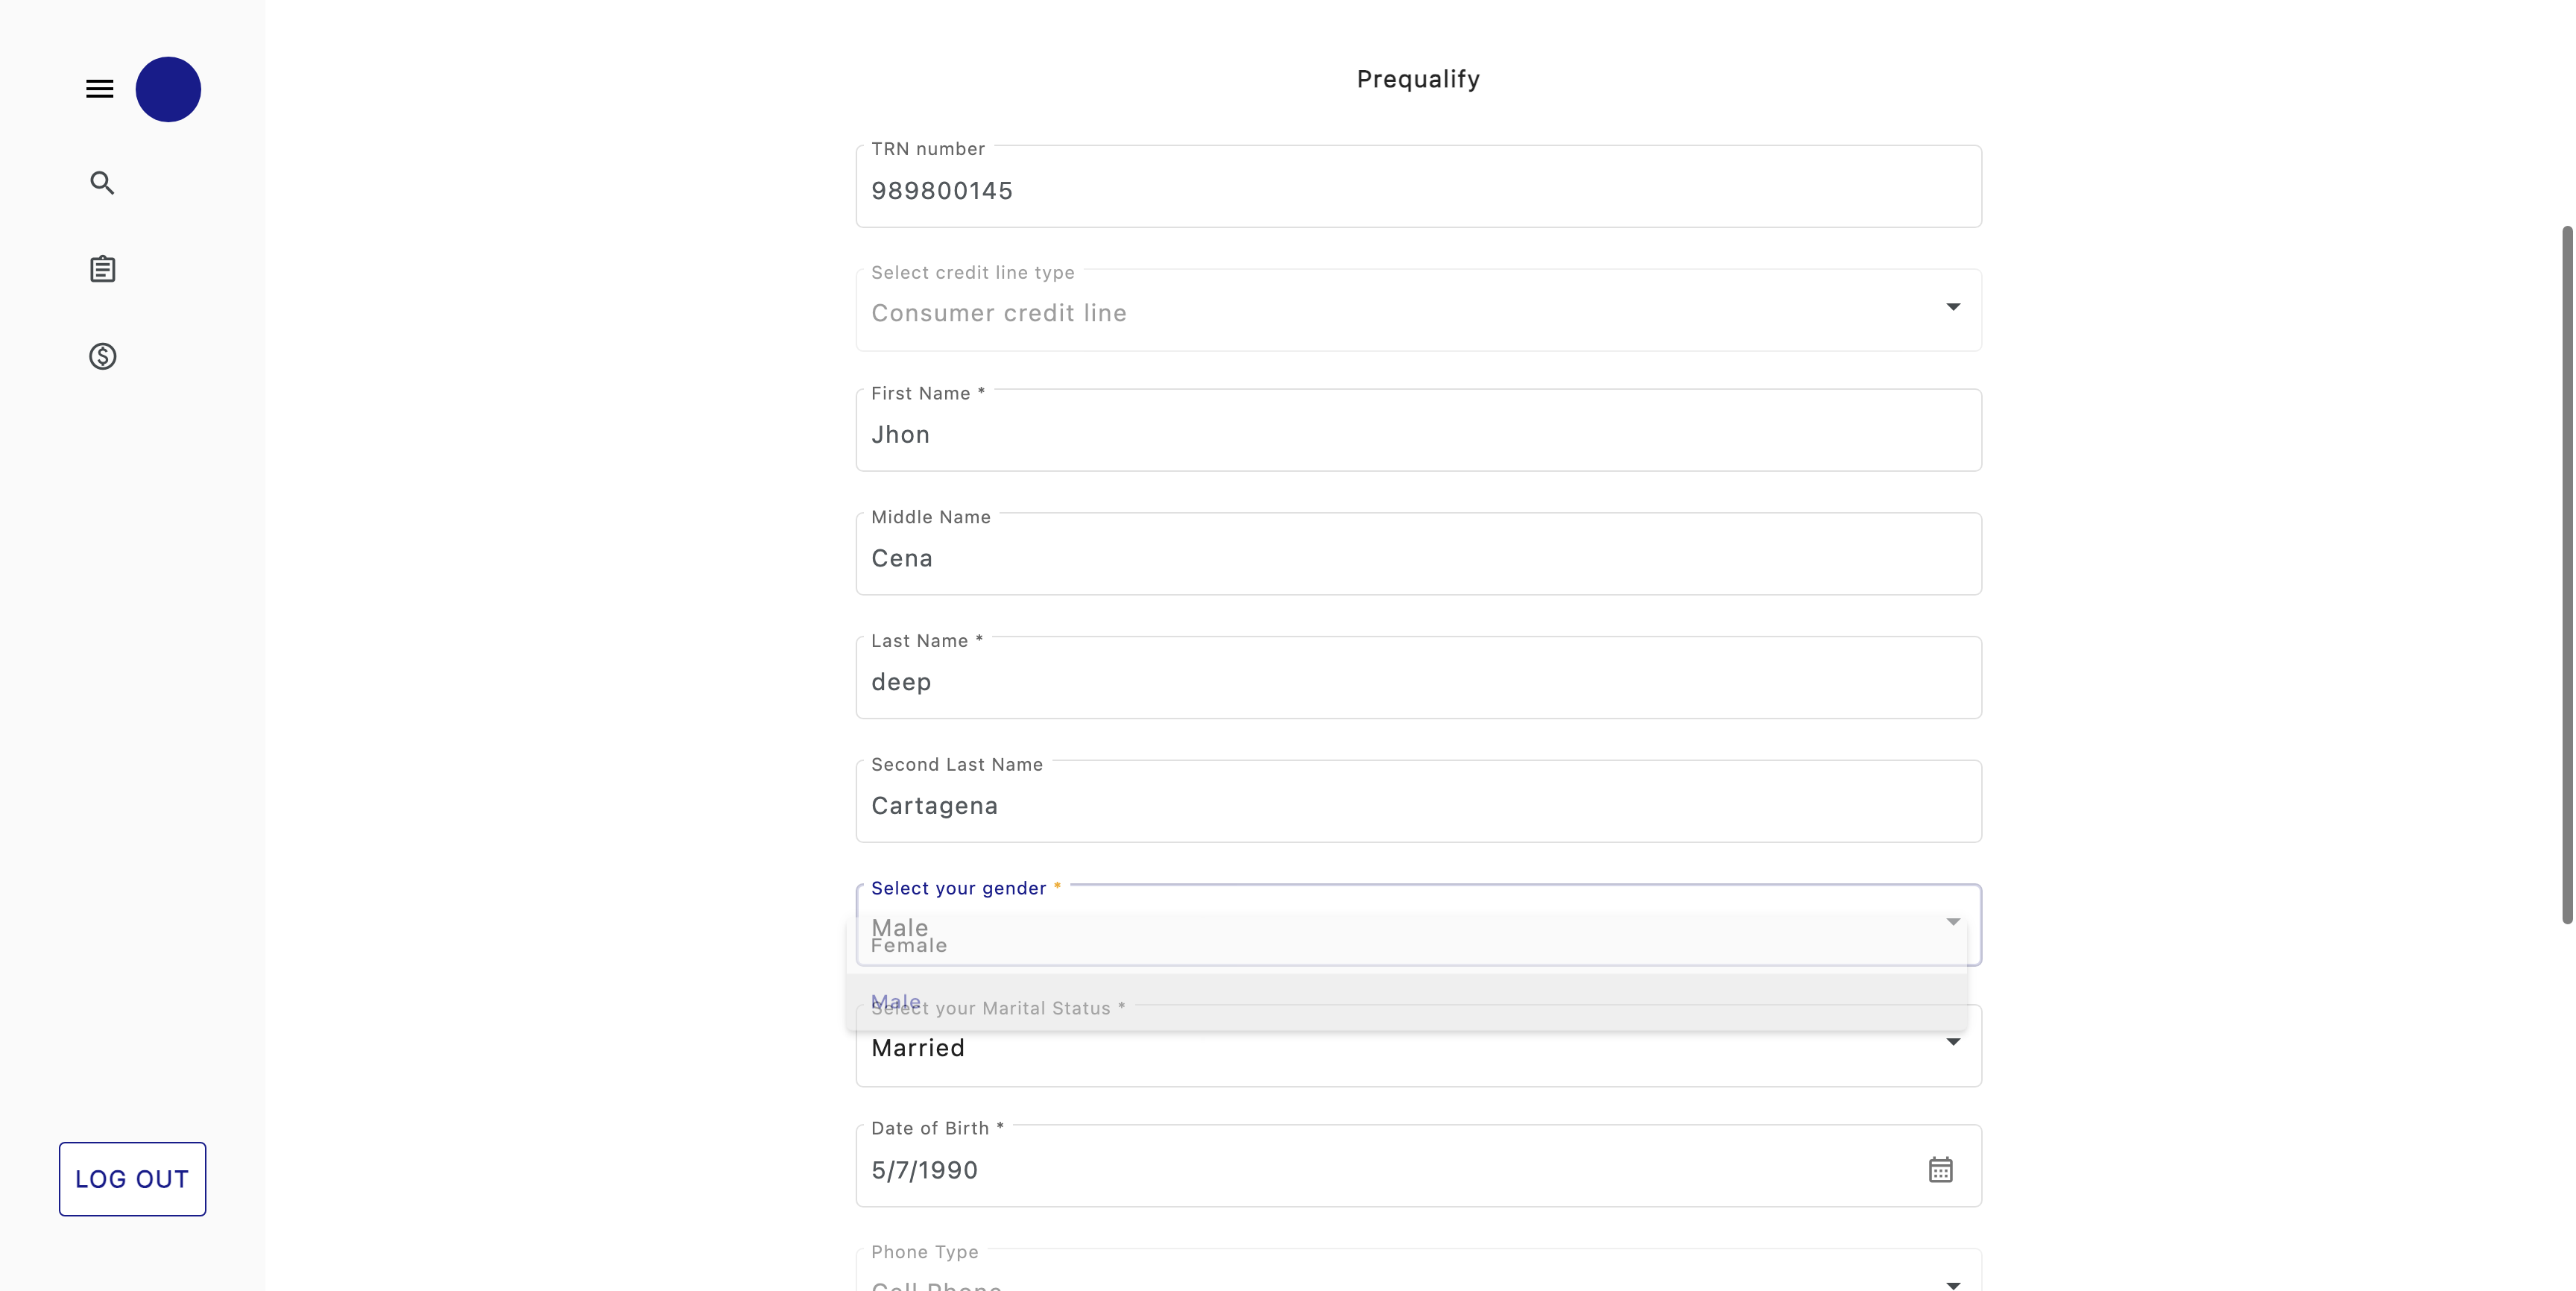 Prequalify
TRN number
989800145
Select credit line type
Consumer credit line
First Name *
Jhon
Middle Name
Cena
Last Name *
deep
Second Last Name
Cartagena
Select your gender *
Male
Female
Male
Select your Marital Status *
Married
Date of Birth *
5/7/1990
Phone Type
Cell Phone
LOG OUT